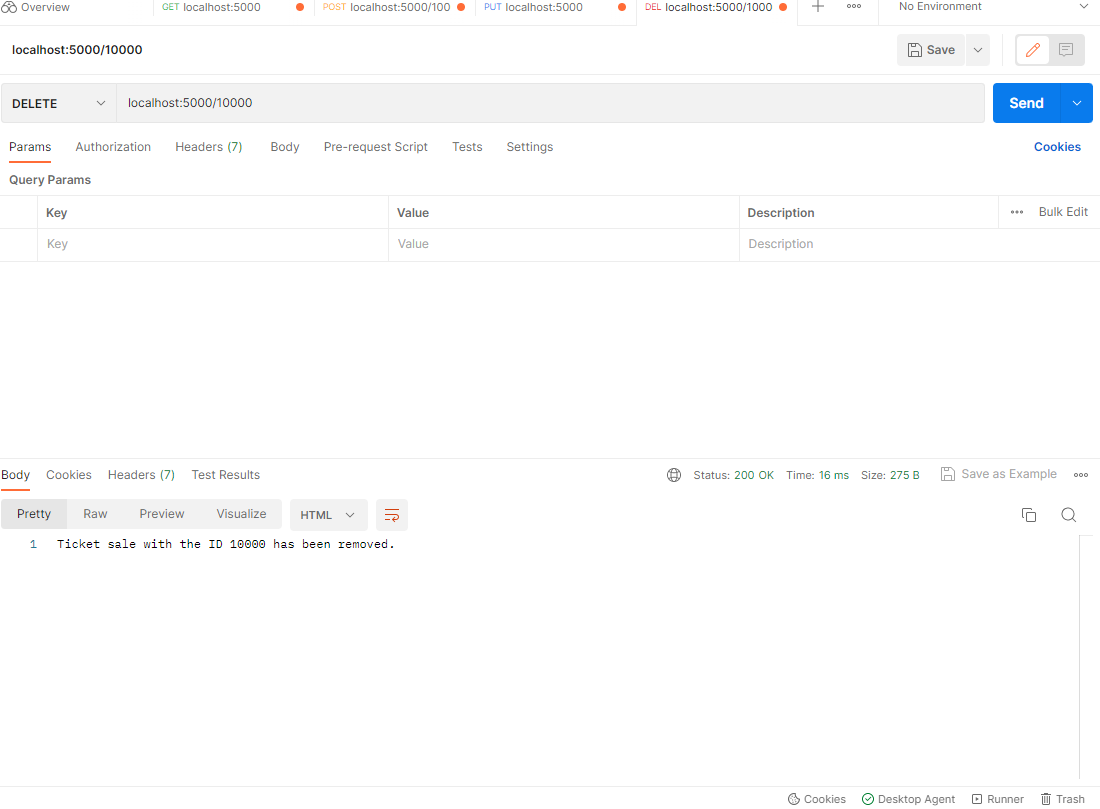 Overview GET localhost:5000 POST localhost:5000/100 PUT localhost:5000 DEL localhost:5000/1000 No Environment
localhost:5000/10000 Save
DELETE localhost:5000/10000 Send
Params Authorization Headers (7) Body Pre-request Script Tests Settings Cookies
Query Params
Key Value Description Bulk Edit
Key Value Description
Body Cookies Headers (7) Test Results Status: 200 OK Time: 16 ms Size: 275 B Save as Example
Pretty Raw Preview Visualize HTML
1 Ticket sale with the ID 10000 has been removed.
Cookies Desktop Agent Runner Trash